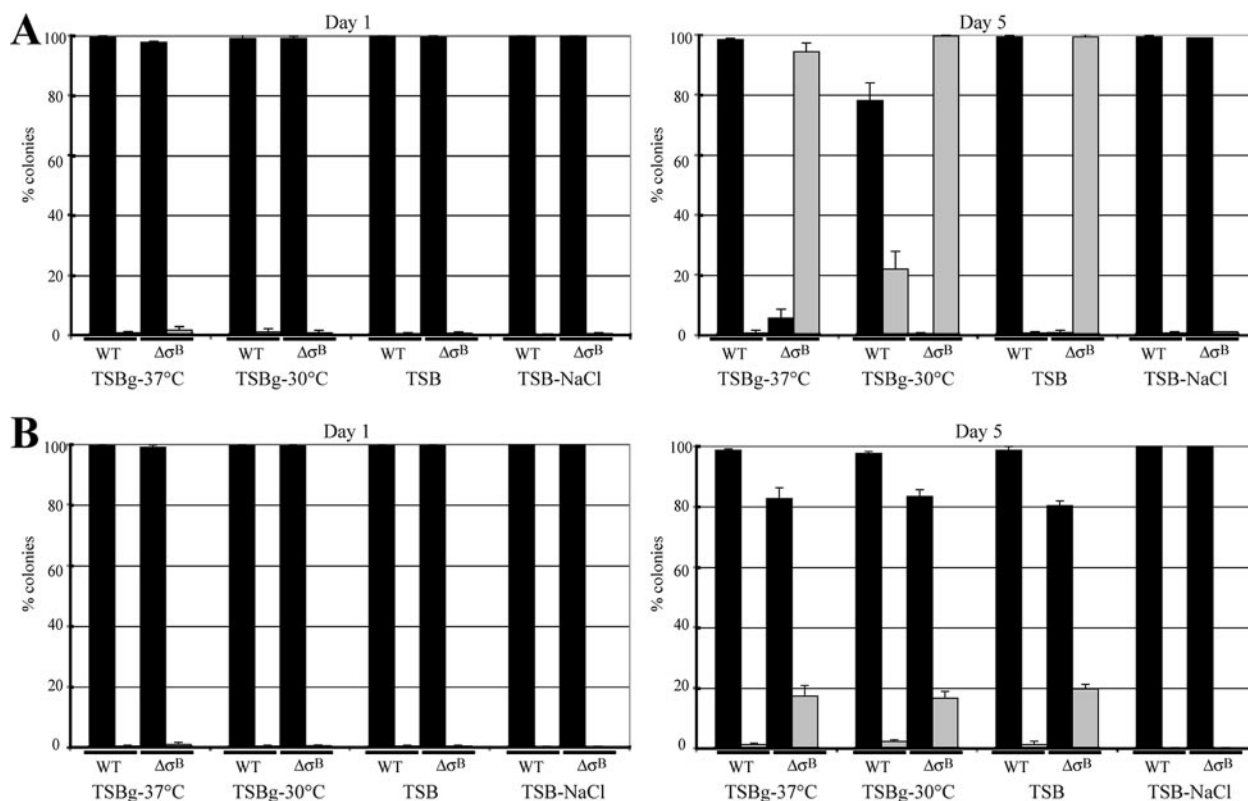 A
Day 1
Day 5
% colonies
100
80
60
40
20
0
WT ΔσB WT ΔσB WT ΔσB WT ΔσB
TSBg-37°C TSBg-30°C TSB TSB-NaCl
% colonies
100
80
60
40
20
0
WT ΔσB WT ΔσB WT ΔσB WT ΔσB
TSBg-37°C TSBg-30°C TSB TSB-NaCl
B
Day 1
Day 5
% colonies
100
80
60
40
20
0
WT ΔσB WT ΔσB WT ΔσB WT ΔσB
TSBg-37°C TSBg-30°C TSB TSB-NaCl
% colonies
100
80
60
40
20
0
WT ΔσB WT ΔσB WT ΔσB WT ΔσB
TSBg-37°C TSBg-30°C TSB TSB-NaCl